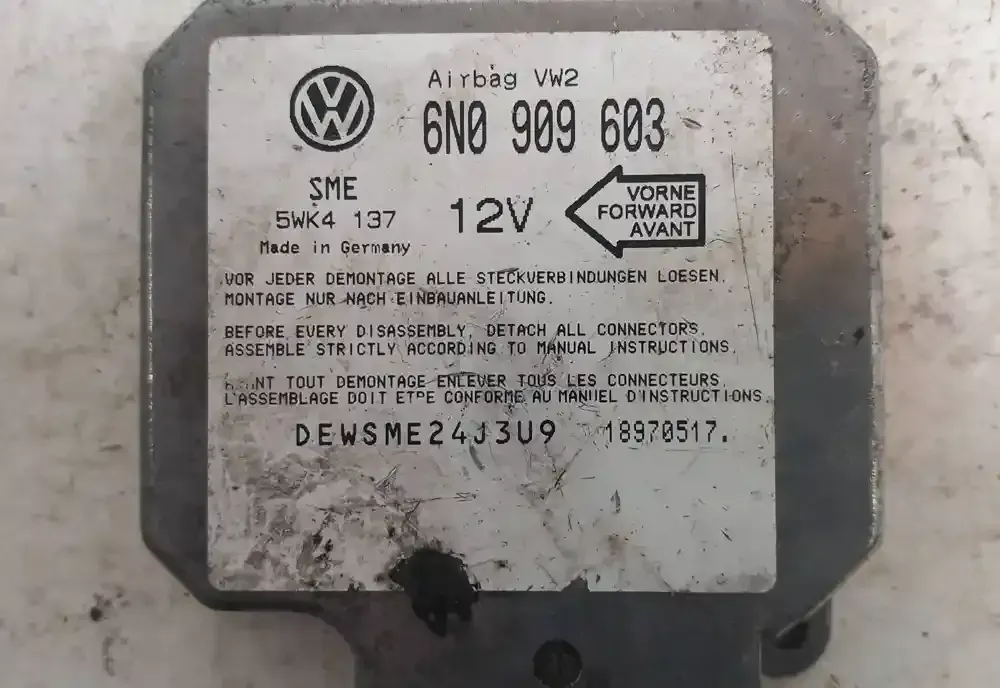 Airbag VW2
6N0 909 603
SME
5WK4 137
Made in Germany
12V
VORNE
FORWARD
AVANT
VOR JEDER DEMONTAGE ALLE STECKVERBINDUNGEN LOESEN.
MONTAGE NUR NACH EINBAUANLEITUNG.
BEFORE EVERY DISASSEMBLY, DETACH ALL CONNECTORS.
ASSEMBLE STRICTLY ACCORDING TO MANUAL INSTRUCTIONS.
TOUT DEMONTAGE ENLEVER TOUS LES CONNECTEURS.
L'ASSEMBLAGE DOIT ETRE CONFORME AU MANUEL D'INSTRUCTIONS.
DEWSME24J3U9 18970517.